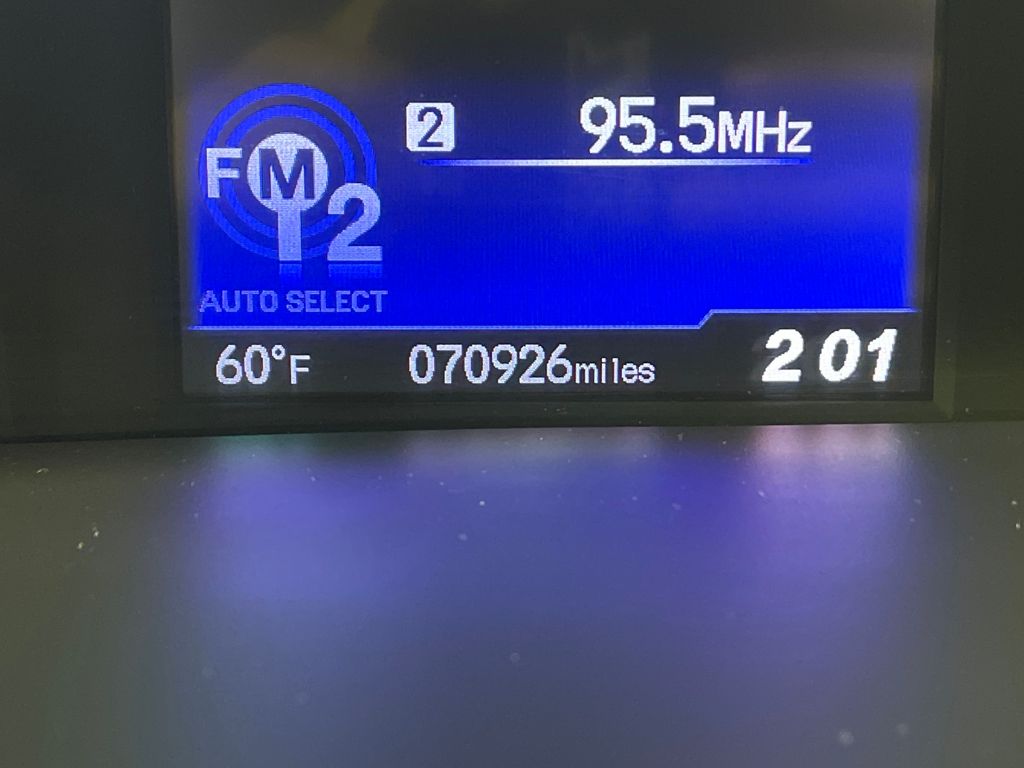 2 95.5MHz
FM2
AUTO SELECT
60°F 070926miles 2 01